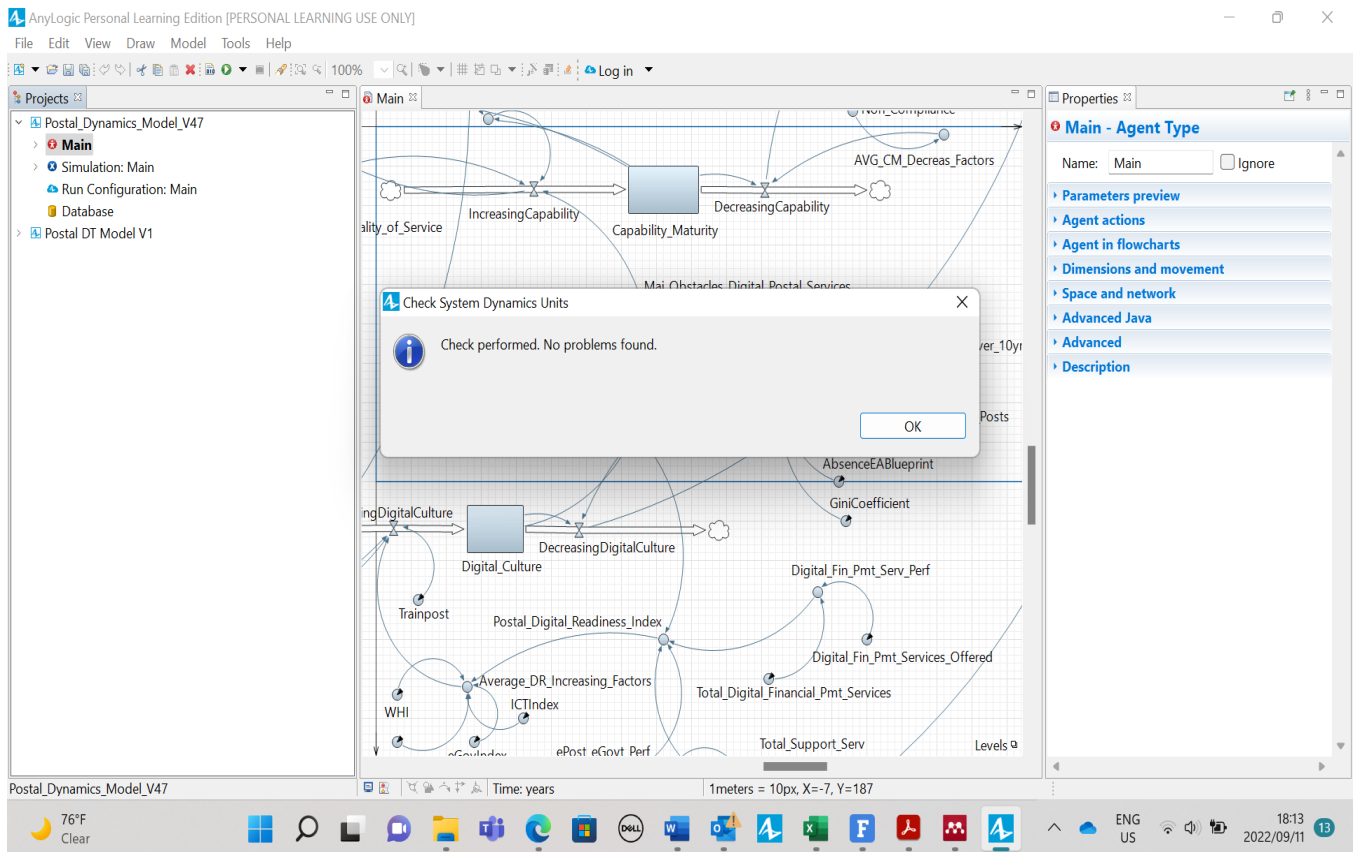 AnyLogic Personal Learning Edition [PERSONAL LEARNING USE ONLY]
File Edit View Draw Model Tools Help
100% Log in
Projects
Postal_Dynamics_Model_V47
Main
Simulation: Main
Run Configuration: Main
Database
Postal DT Model V1
Main
AVG_CM_Decreas_Factors
IncreasingCapability
DecreasingCapability
ality_of_Service
Capability_Maturity
Maj_Obstacles_Digital_Postal_Services
Check System Dynamics Units
Check performed. No problems found.
OK
ver_10yr
Posts
AbsenceEABlueprint
GiniCoefficient
ngDigitalCulture
DecreasingDigitalCulture
Digital_Culture
Digital_Fin_Pmt_Serv_Perf
Trainpost
Postal_Digital_Readiness_Index
Digital_Fin_Pmt_Services_Offered
Average_DR_Increasing_Factors
Total_Digital_Financial_Pmt_Services
ICTIndex
WHI
Total_Support_Serv
Levels
eGovIndex
ePost_eGovt_Perf
Properties
Main - Agent Type
Name: Main Ignore
Parameters preview
Agent actions
Agent in flowcharts
Dimensions and movement
Space and network
Advanced Java
Advanced
Description
Postal_Dynamics_Model_V47
Time: years
1meters = 10px, X=-7, Y=187
76°F
Clear
DELL
ENG
US
18:13
2022/09/11
13